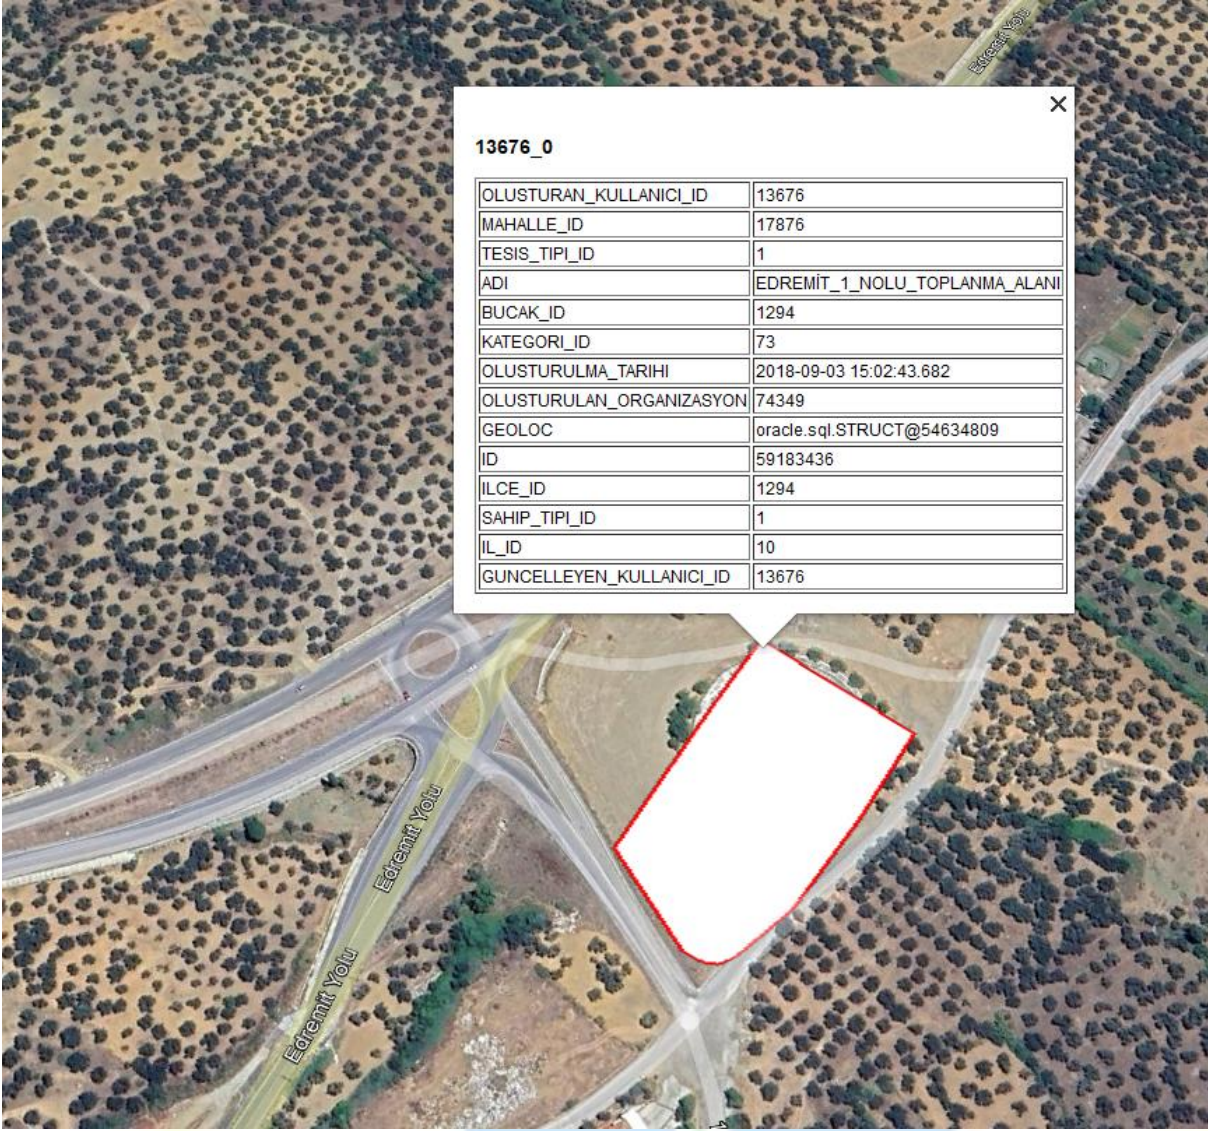 Edremit Yolu
13676_0
OLUSTURAN_KULLANICI_ID 13676
MAHALLE_ID 17876
TESIS_TIPI_ID 1
ADI EDREMİT_1_NOLU_TOPLANMA_ALANI
BUCAK_ID 1294
KATEGORI_ID 73
OLUSTURULMA_TARIHI 2018-09-03 15:02:43.682
OLUSTURULAN_ORGANIZASYON 74349
GEOLOC oracle.sql.STRUCT@54634809
ID 59183436
ILCE_ID 1294
SAHIP_TIPI_ID 1
IL_ID 10
GUNCELLEYEN_KULLANICI_ID 13676
Edremit Yolu
Edremit Yolu